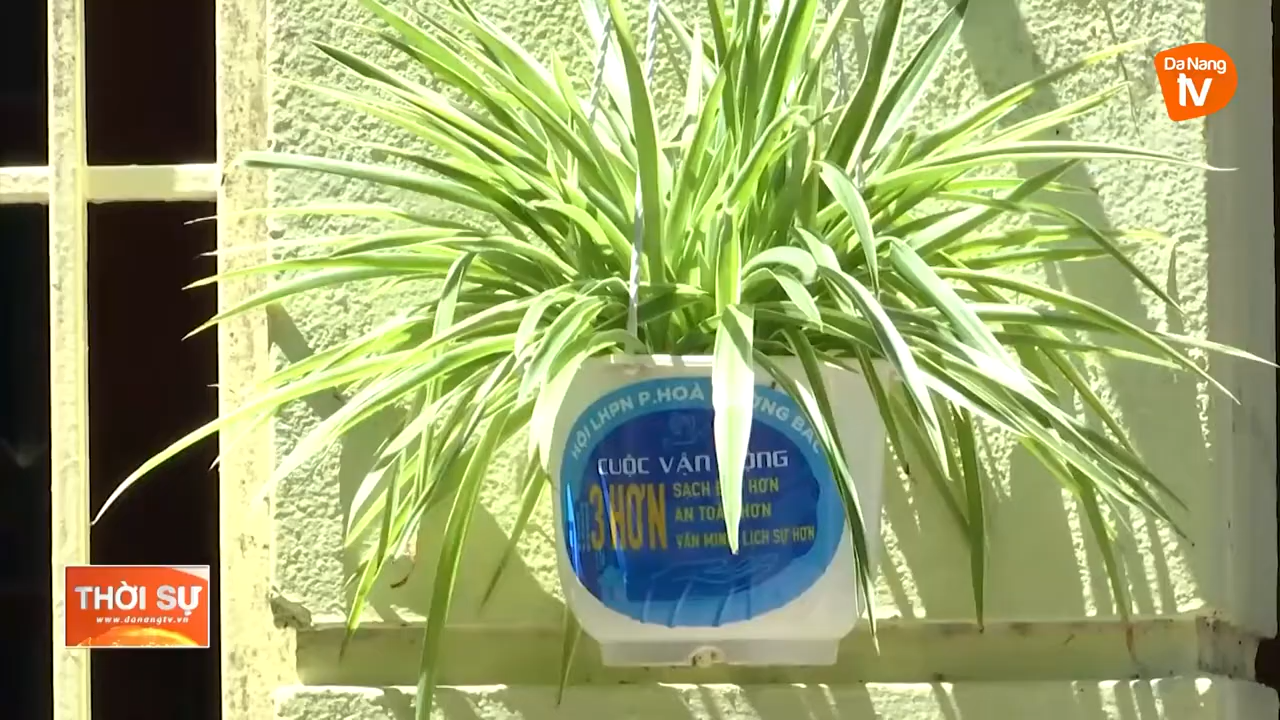 Da Nang
tv
HỘI LHPN P.HOÀ BẮC
CUỘC VẬN
3 HƠN
SẠCH HƠN
AN TOÀN HƠN
VĂN MINH LỊCH SỰ HƠN
THỜI SỰ
www.danangtv.vn